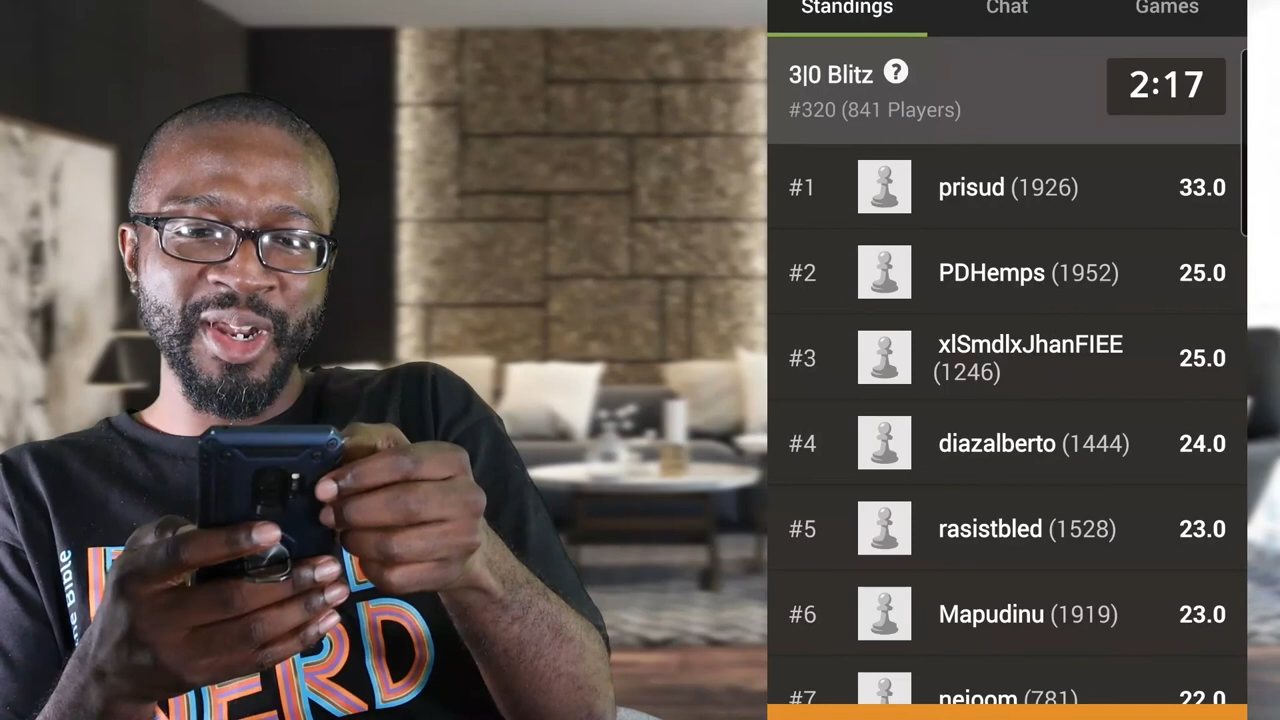 Standings Chat Games
3|0 Blitz ?
2:17
#320 (841 Players)
#1 prisud (1926) 33.0
#2 PDHemps (1952) 25.0
#3 xlSmdlxJhanFIEE
(1246) 25.0
#4 diazalberto (1444) 24.0
#5 rasistbled (1528) 23.0
#6 Mapudinu (1919) 23.0
#7 nejoom (781) 22.0
NERD